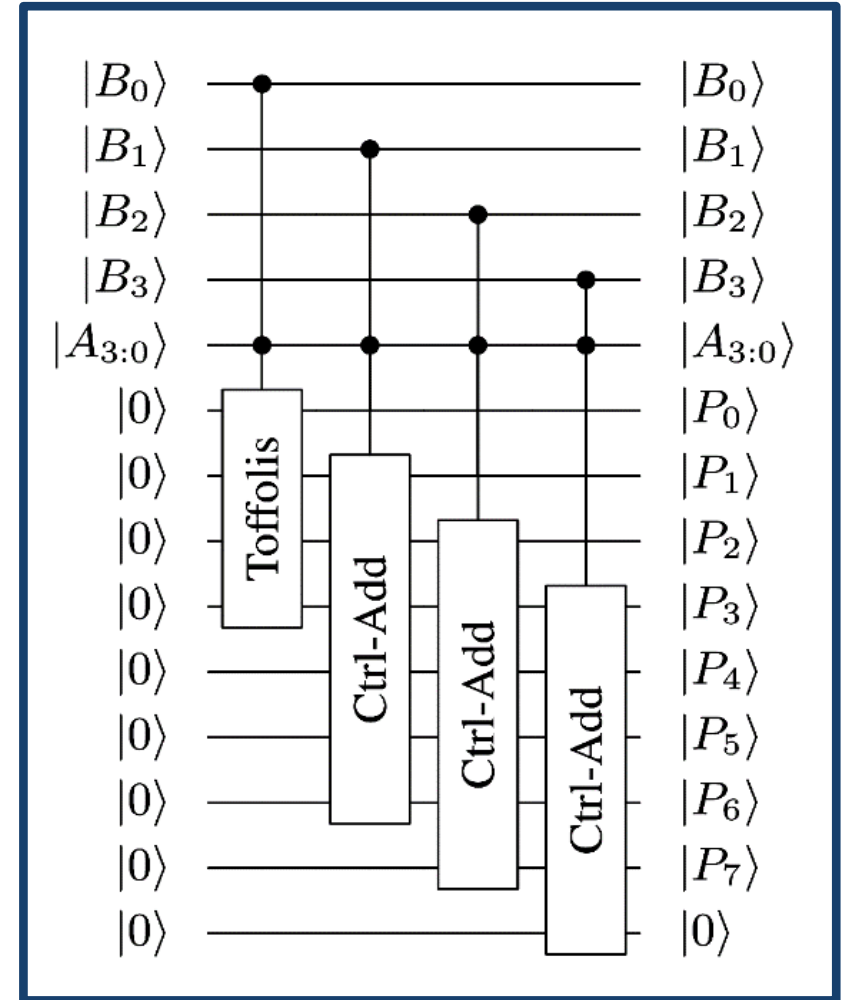 |B₀⟩ |B₀⟩
|B₁⟩ |B₁⟩
|B₂⟩ |B₂⟩
|B₃⟩ |B₃⟩
|A₃:₀⟩ |A₃:₀⟩
|0⟩ |P₀⟩
|0⟩ |P₁⟩
|0⟩ |P₂⟩
|0⟩ |P₃⟩
|0⟩ |P₄⟩
|0⟩ |P₅⟩
|0⟩ |P₆⟩
|0⟩ |P₇⟩
|0⟩ |0⟩
Toffolis
Ctrl-Add
Ctrl-Add
Ctrl-Add